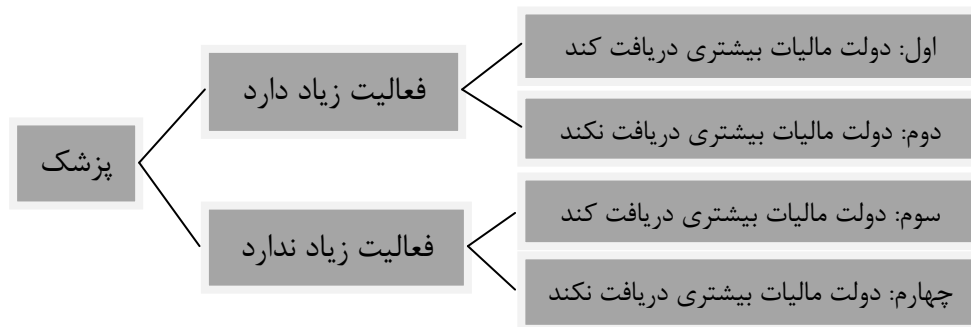 پزشک
فعالیت زیاد دارد
اول: دولت مالیات بیشتری دریافت کند
دوم: دولت مالیات بیشتری دریافت نکند
فعالیت زیاد ندارد
سوم: دولت مالیات بیشتری دریافت کند
چهارم: دولت مالیات بیشتری دریافت نکند